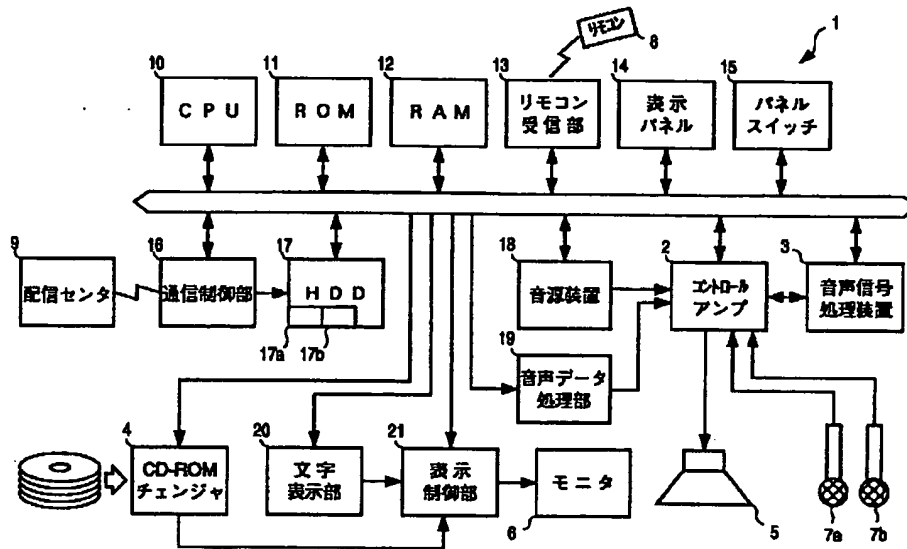 リモコン
8
1
10
11
12
13
14
15
CPU
ROM
RAM
リモコン
受信部
表示
パネル
パネル
スイッチ
9
16
17
18
2
3
配信センタ
通信制御部
HDD
17a
17b
音源装置
コントロール
アンプ
音声信号
処理装置
19
音声データ
処理部
4
20
21
CD-ROM
チェンジャ
文字
表示部
表示
制御部
モニタ
6
5
7a
7b